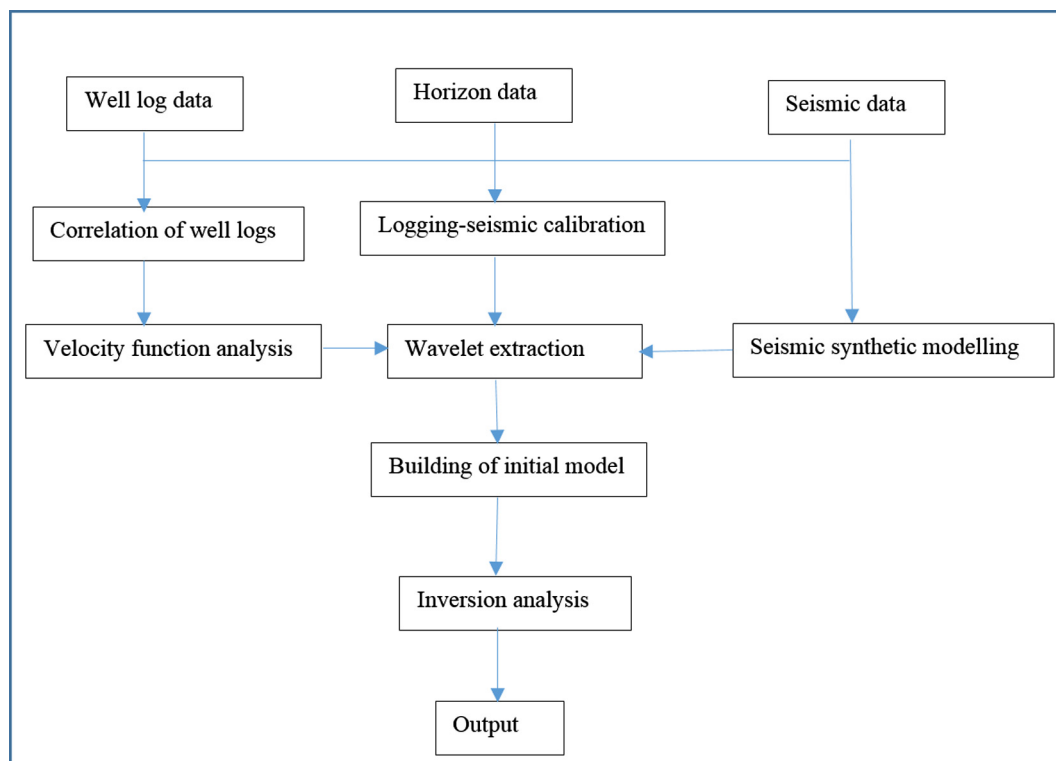 Well log data
Horizon data
Seismic data
Correlation of well logs
Logging-seismic calibration
Velocity function analysis
Wavelet extraction
Seismic synthetic modelling
Building of initial model
Inversion analysis
Output